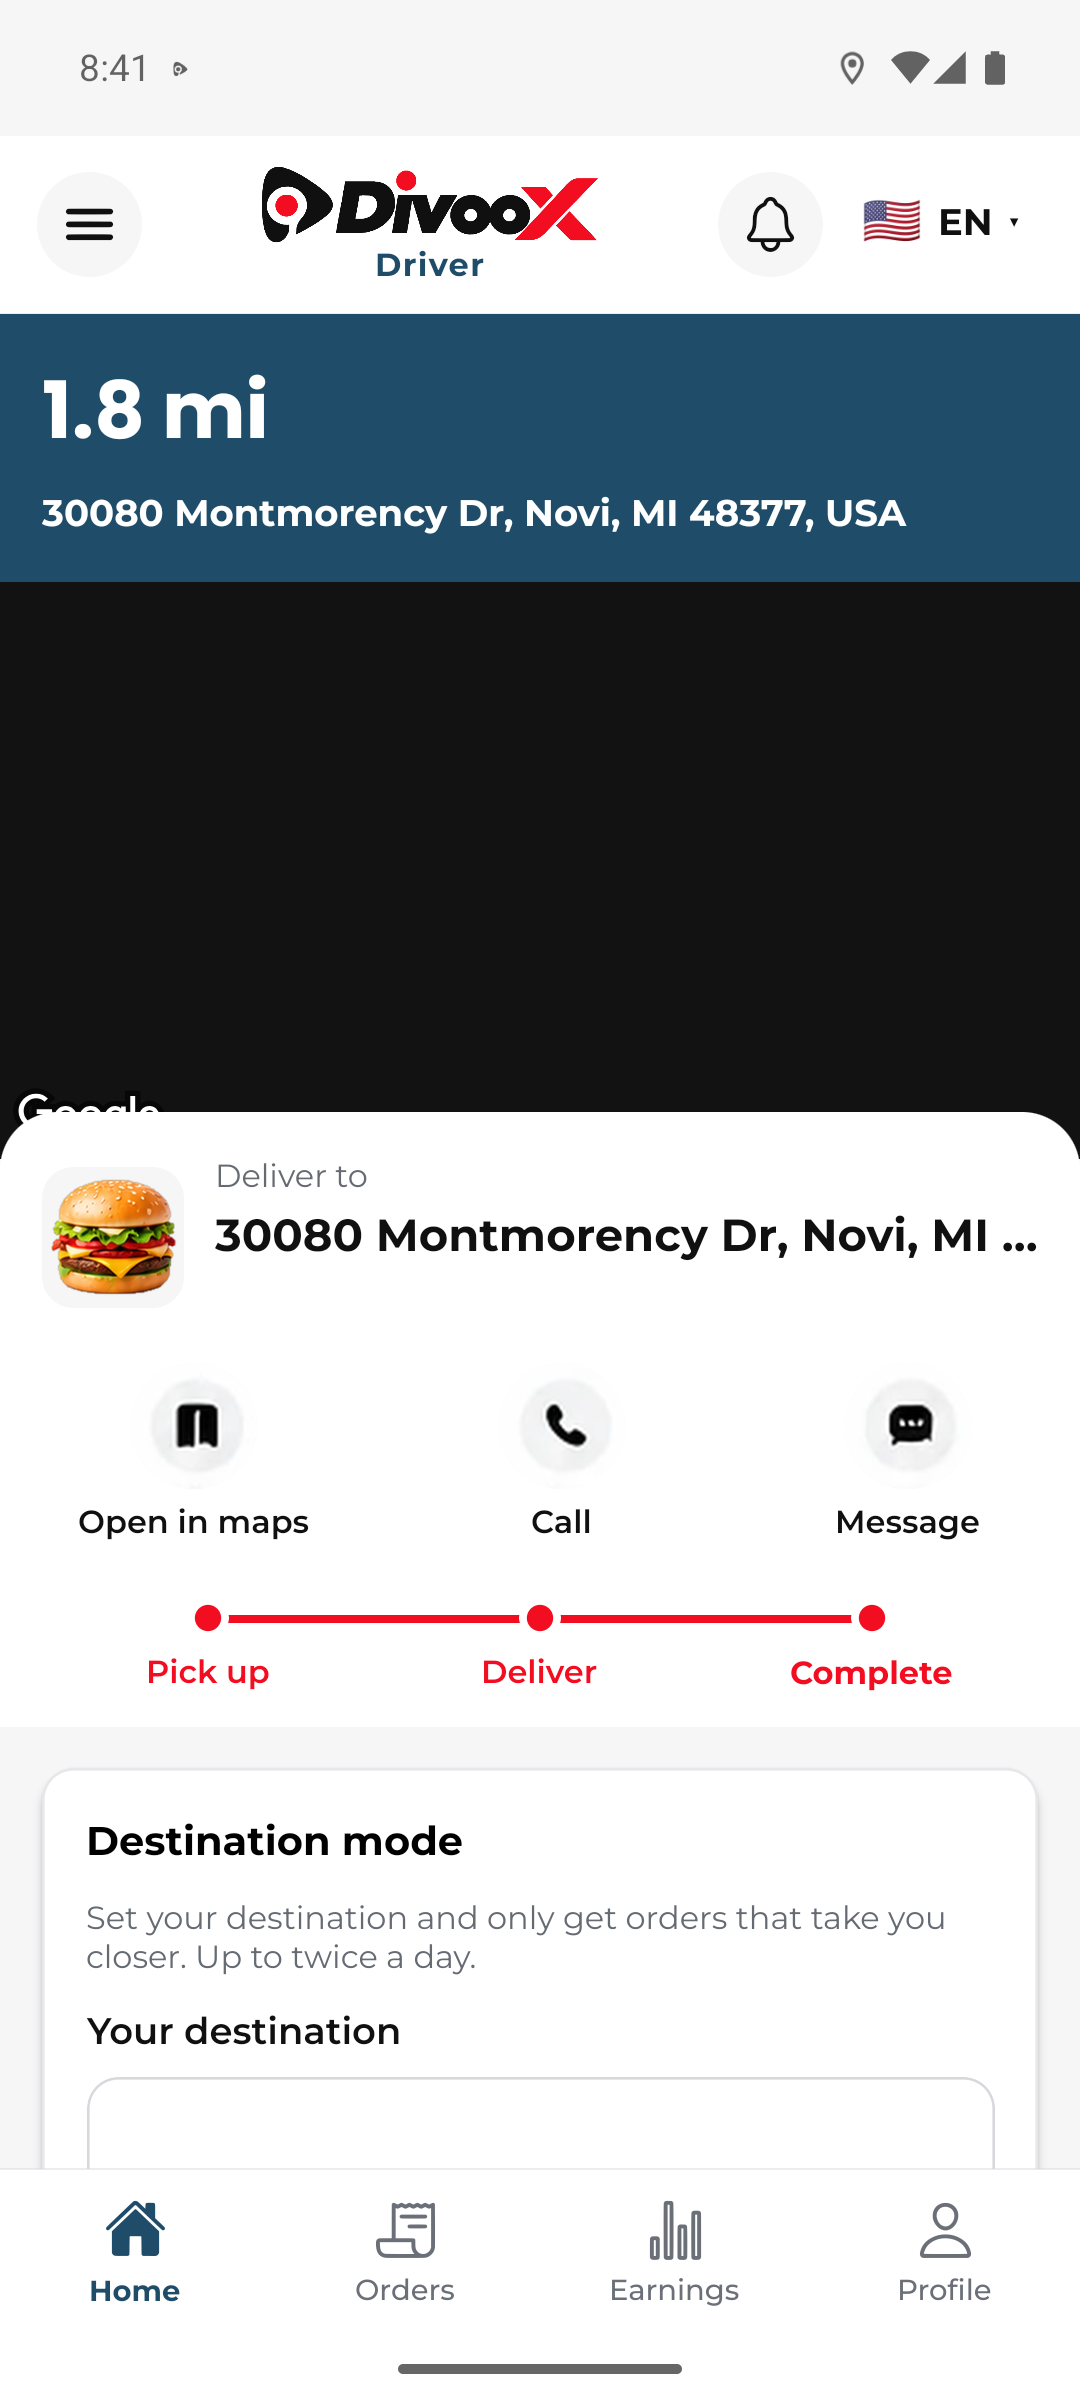 8:41
DivooX
Driver
EN
1.8 mi
30080 Montmorency Dr, Novi, MI 48377, USA
Google
Deliver to
30080 Montmorency Dr, Novi, MI ...
Open in maps
Call
Message
Pick up
Deliver
Complete
Destination mode
Set your destination and only get orders that take you
closer. Up to twice a day.
Your destination
Home
Orders
Earnings
Profile